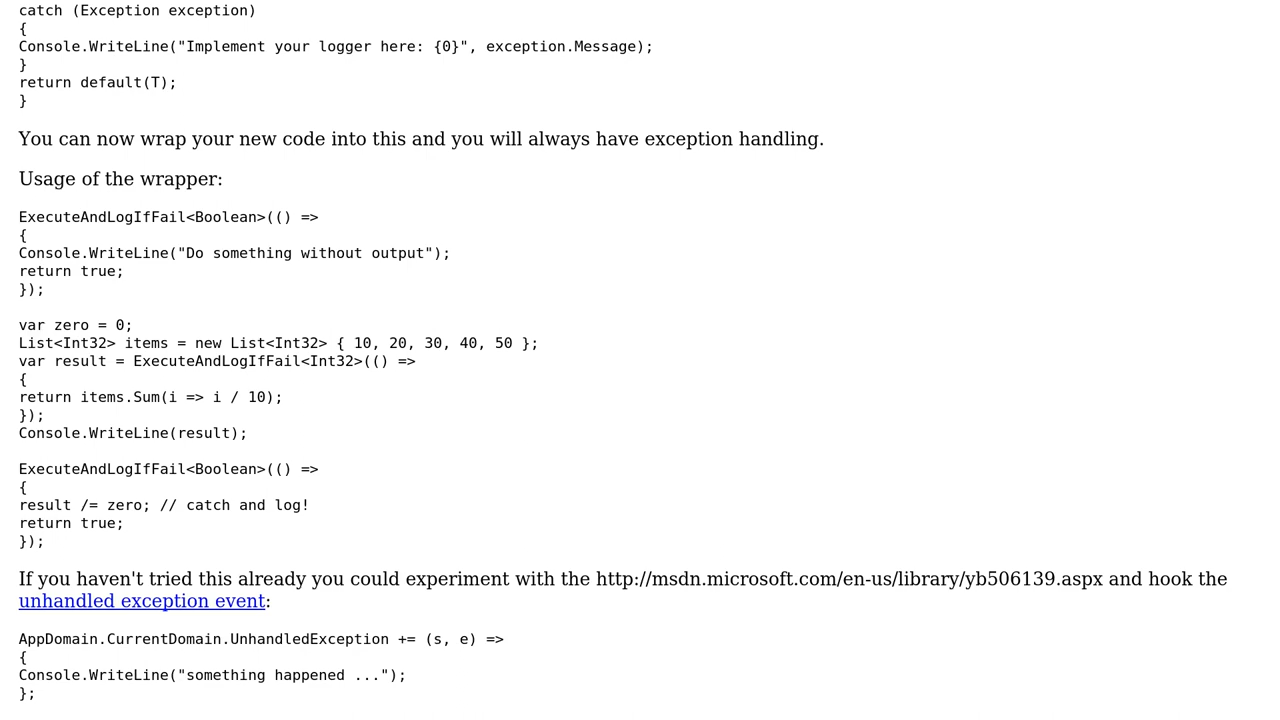 catch (Exception exception)
{
Console.WriteLine("Implement your logger here: {0}", exception.Message);
}
return default(T);
}
You can now wrap your new code into this and you will always have exception handling.
Usage of the wrapper:
ExecuteAndLogIfFail<Boolean>(() =>
{
Console.WriteLine("Do something without output");
return true;
});
var zero = 0;
List<Int32> items = new List<Int32> { 10, 20, 30, 40, 50 };
var result = ExecuteAndLogIfFail<Int32>(() =>
{
return items.Sum(i => i / 10);
});
Console.WriteLine(result);
ExecuteAndLogIfFail<Boolean>(() =>
{
result /= zero; // catch and log!
return true;
});
If you haven't tried this already you could experiment with the http://msdn.microsoft.com/en-us/library/yb506139.aspx and hook the
unhandled exception event:
AppDomain.CurrentDomain.UnhandledException += (s, e) =>
{
Console.WriteLine("something happened ...");
};